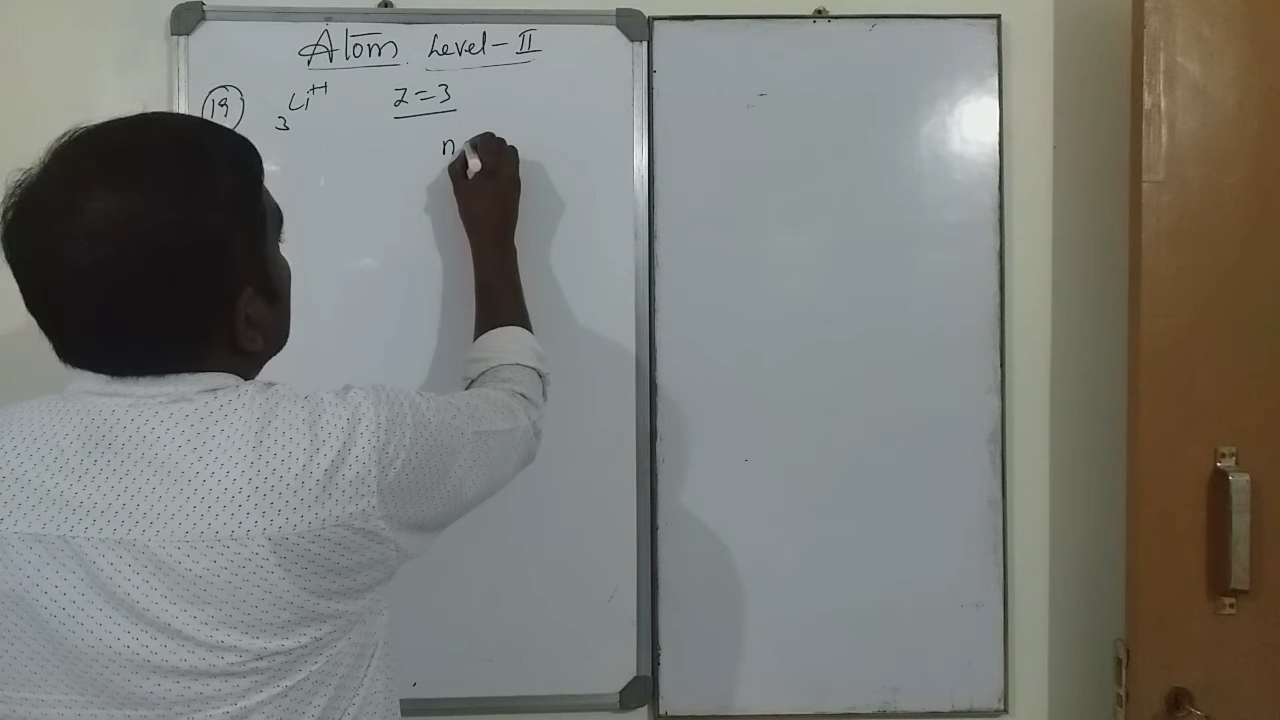 Atom Level-II
19 ₃Li⁺⁺ Z=3
n